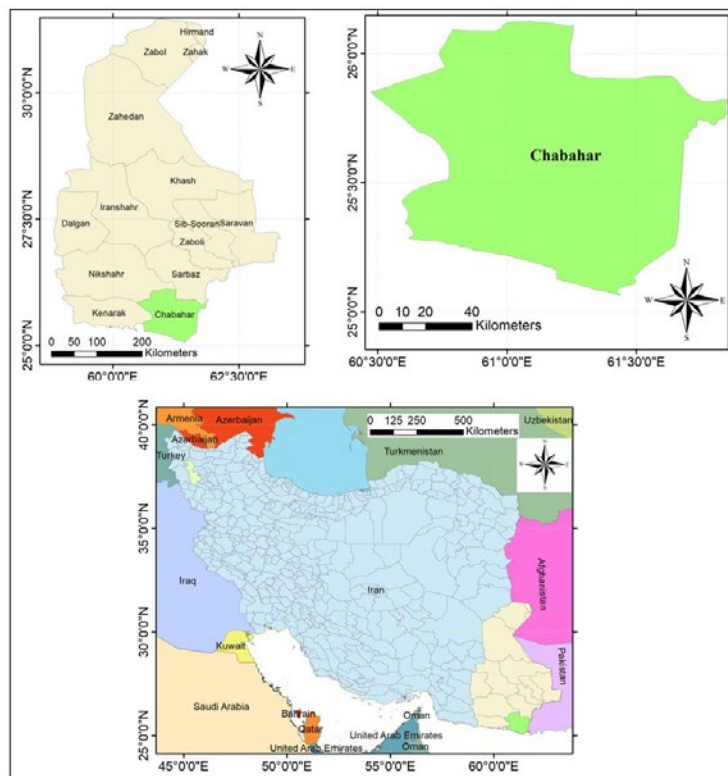 Hirmand
Zabol
Zahak
N
W E
S
30°0'0"N
Zahedan
Khash
Iranshahr
27°30'0"N
Dalgan
Sib-Sooran
Saravan
Zaboli
Nikshahr
Sarbaz
Kenarak
Chabahar
0 50 100 200
Kilometers
25°0'0"N
60°0'0"E
62°30'0"E
26°0'0"N
Chabahar
25°30'0"N
N
W E
S
0 10 20 40
Kilometers
25°0'0"N
60°30'0"E
61°0'0"E
61°30'0"E
40°0'0"N
Armenia
Azerbaijan
0 125 250 500
Kilometers
Uzbekistan
Azerbaijan
Turkey
Turkmenistan
N
W E
S
35°0'0"N
Iraq
Iran
Afghanistan
30°0'0"N
Kuwait
Pakistan
Saudi Arabia
Bahrain
Oman
Qatar
United Arab Emirates
25°0'0"N
United Arab Emirates
Oman
45°0'0"E
50°0'0"E
55°0'0"E
60°0'0"E